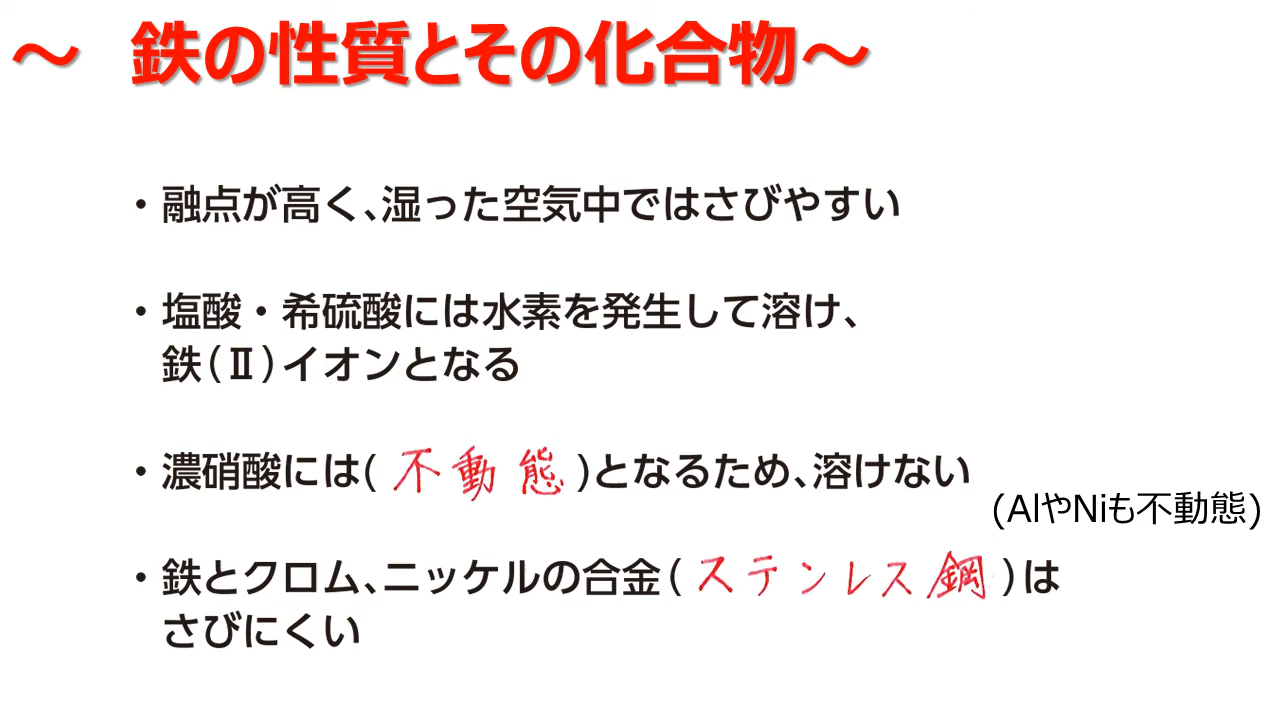 ～ 鉄の性質とその化合物～
・融点が高く、湿った空気中ではさびやすい
・塩酸・希硫酸には水素を発生して溶け、
鉄(Ⅱ)イオンとなる
・濃硝酸には(不動態)となるため、溶けない
(AlやNiも不動態)
・鉄とクロム、ニッケルの合金(ステンレス鋼)は
さびにくい